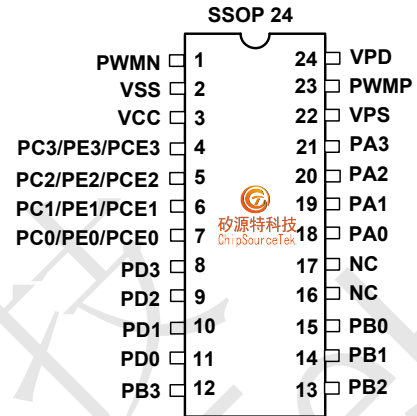 SSOP 24
PWMN 1 24 VPD
VSS 2 23 PWMP
VCC 3 22 VPS
PC3/PE3/PCE3 4 21 PA3
PC2/PE2/PCE2 5 20 PA2
PC1/PE1/PCE1 6 19 PA1
PC0/PE0/PCE0 7 18 PA0
矽源特科技
ChipSourceTek
PD3 8 17 NC
PD2 9 16 NC
PD1 10 15 PB0
PD0 11 14 PB1
PB3 12 13 PB2